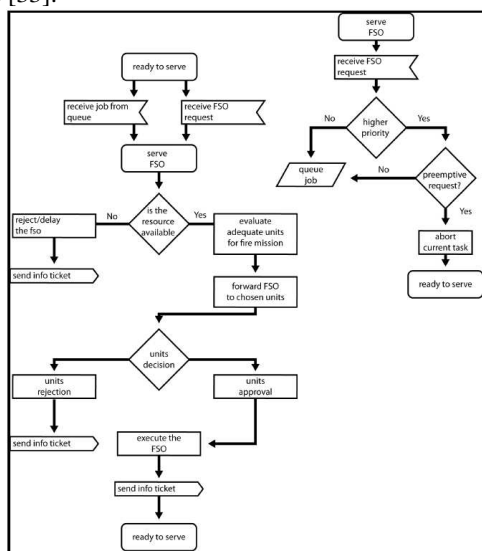 [55].
serve
FSO
receive FSO
request
No
higher
priority
Yes
queue
job
No
preemptive
request?
Yes
abort
current task
ready to serve
ready to serve
receive job from
queue
receive FSO
request
serve
FSO
reject/delay
the fso
No
is the
resource
available
Yes
evaluate
adequate units
for fire mission
send info ticket
forward FSO
to chosen units
units
decision
units
rejection
units
approval
send info ticket
execute the
FSO
send info ticket
ready to serve